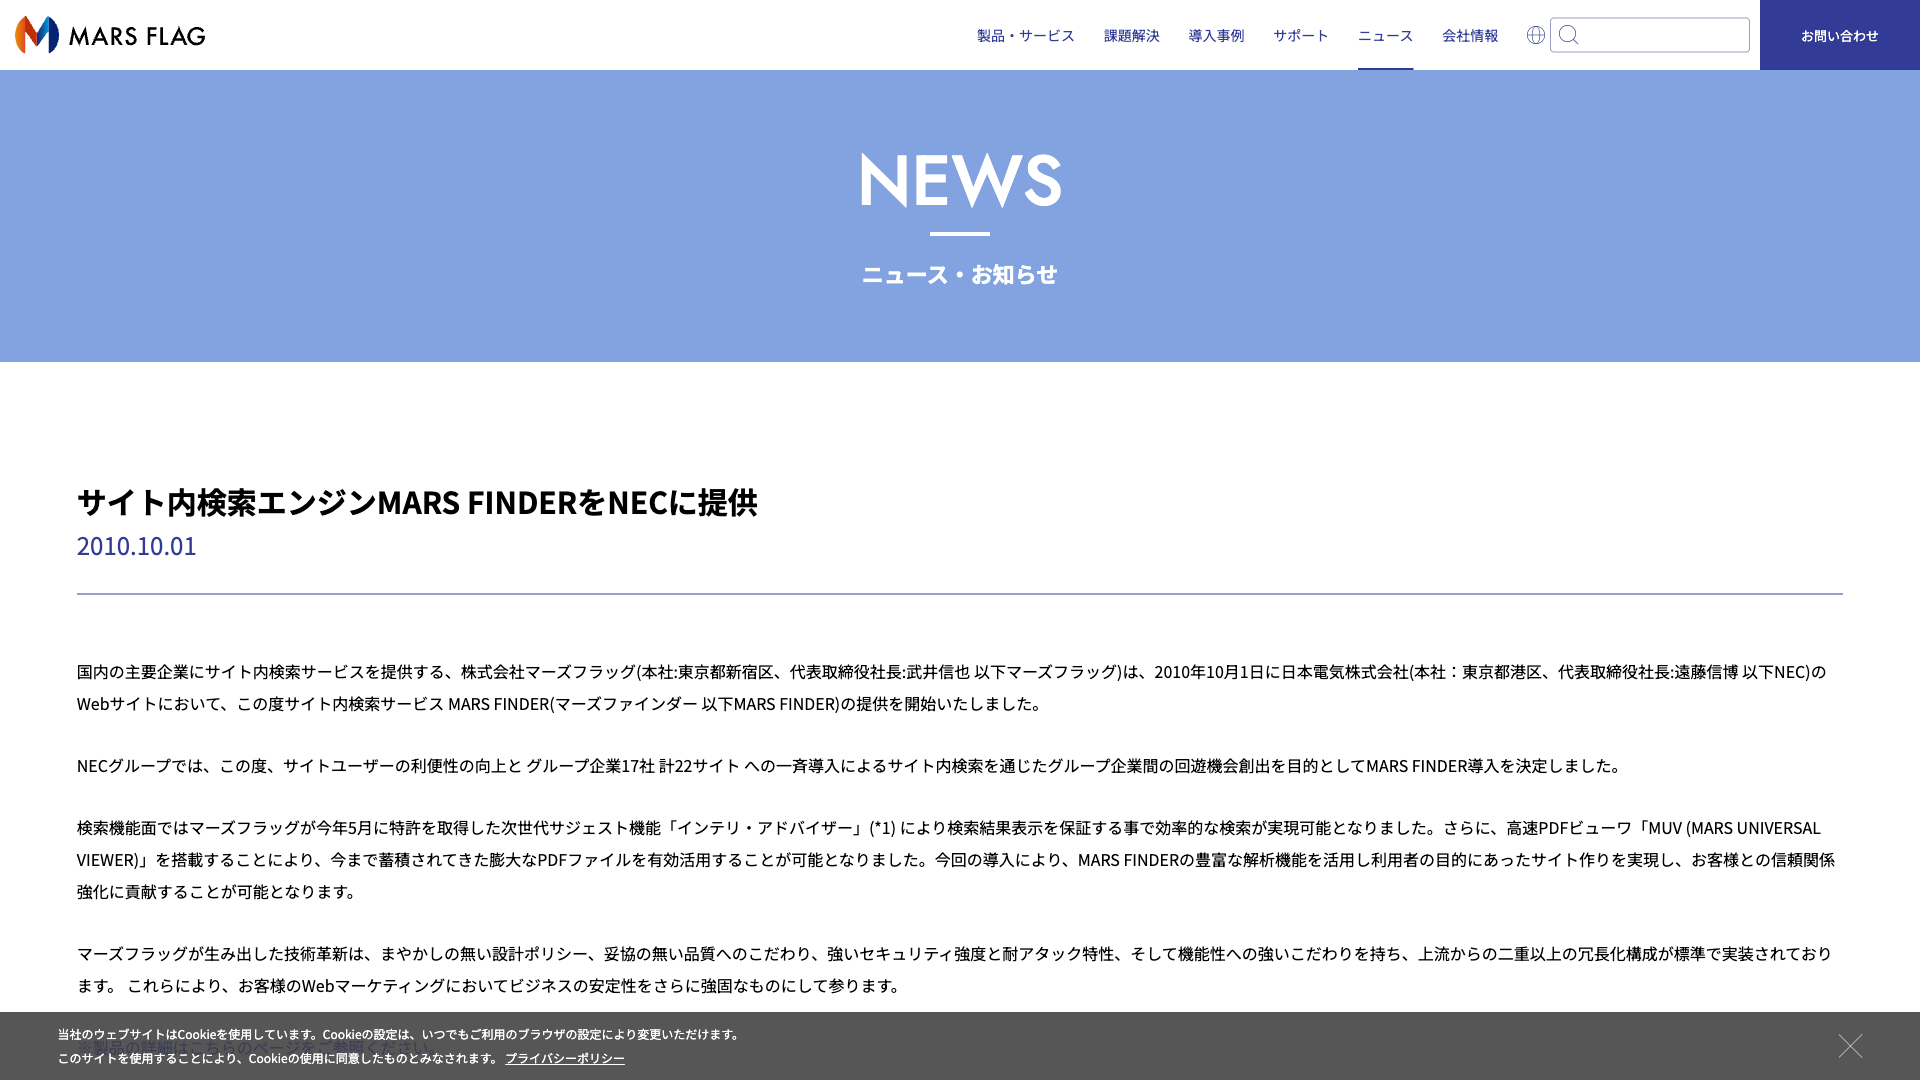 MARS FLAG
製品・サービス
課題解決
導入事例
サポート
ニュース
会社情報
お問い合わせ
NEWS
ニュース・お知らせ
サイト内検索エンジンMARS FINDERをNECに提供
2010.10.01
国内の主要企業にサイト内検索サービスを提供する、株式会社マーズフラッグ(本社:東京都新宿区、代表取締役社長:武井信也 以下マーズフラッグ)は、2010年10月1日に日本電気株式会社(本社：東京都港区、代表取締役社長:遠藤信博 以下NEC)の
Webサイトにおいて、この度サイト内検索サービス MARS FINDER(マーズファインダー 以下MARS FINDER)の提供を開始いたしました。
NECグループでは、この度、サイトユーザーの利便性の向上と グループ企業17社 計22サイト への一斉導入によるサイト内検索を通じたグループ企業間の回遊機会創出を目的としてMARS FINDER導入を決定しました。
検索機能面ではマーズフラッグが今年5月に特許を取得した次世代サジェスト機能「インテリ・アドバイザー」(*1) により検索結果表示を保証する事で効率的な検索が実現可能となりました。さらに、高速PDFビューワ「MUV (MARS UNIVERSAL
VIEWER)」を搭載することにより、今まで蓄積されてきた膨大なPDFファイルを有効活用することが可能となりました。今回の導入により、MARS FINDERの豊富な解析機能を活用し利用者の目的にあったサイト作りを実現し、お客様との信頼関係
強化に貢献することが可能となります。
マーズフラッグが生み出した技術革新は、まやかしの無い設計ポリシー、妥協の無い品質へのこだわり、強いセキュリティ強度と耐アタック特性、そして機能性への強いこだわりを持ち、上流からの二重以上の冗長化構成が標準で実装されており
ます。 これらにより、お客様のWebマーケティングにおいてビジネスの安定性をさらに強固なものにして参ります。
※製品の詳細はこちらのページをご参照ください。
当社のウェブサイトはCookieを使用しています。Cookieの設定は、いつでもご利用のブラウザの設定により変更いただけます。
このサイトを使用することにより、Cookieの使用に同意したものとみなされます。 プライバシーポリシー